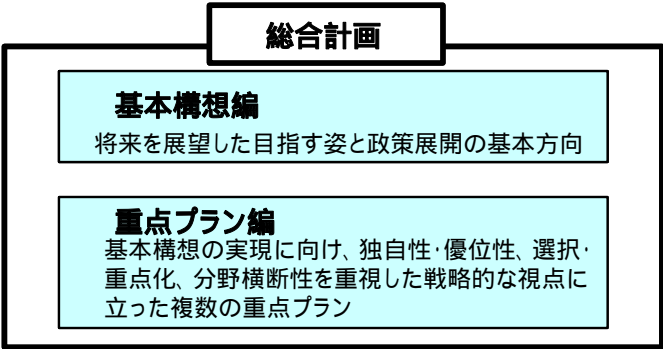 総合計画
基本構想編
将来を展望した目指す姿と政策展開の基本方向
重点プラン編
基本構想の実現に向け、独自性･優位性、選択･
重点化、分野横断性を重視した戦略的な視点に
立った複数の重点プラン